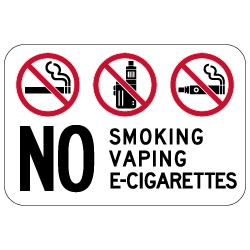 NO SMOKING
VAPING
E-CIGARETTES